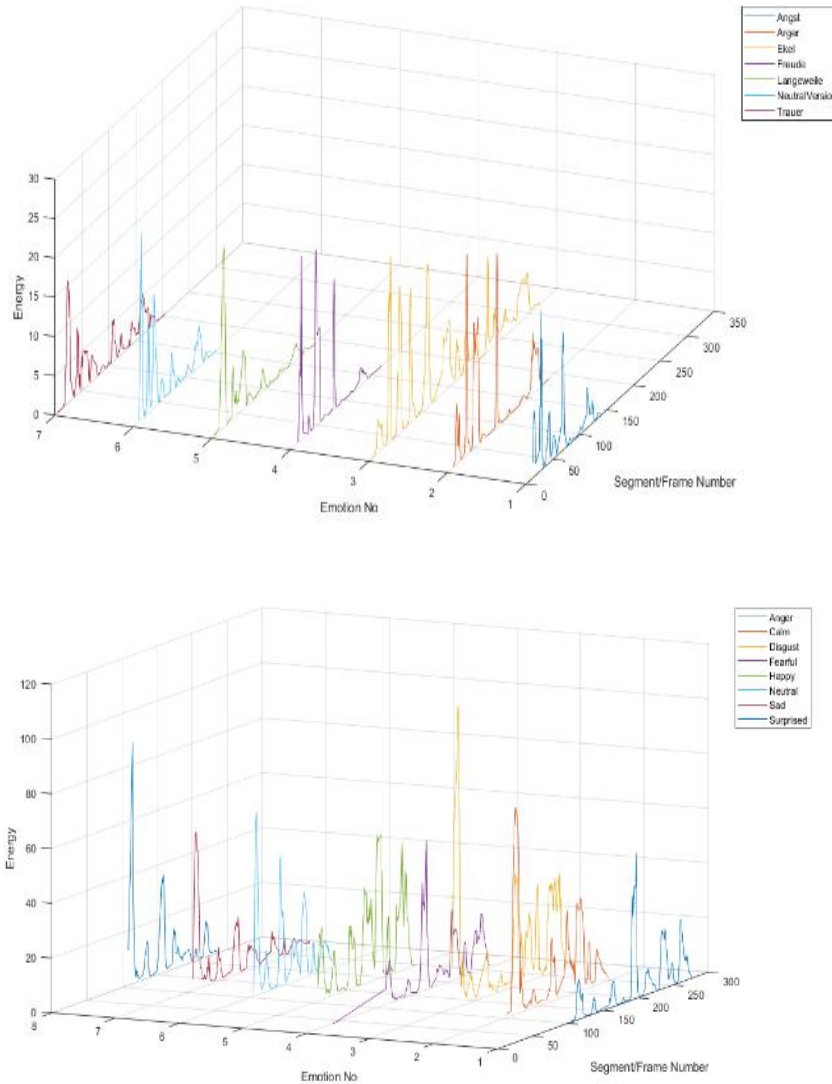 Angst
Arger
Ekel
Freude
Langeweile
NeutralVersio
Trauer
30
25
20
15
10
5
0
Energy
7
6
5
4
3
2
1
Emotion No
0
50
100
150
200
250
300
350
Segment/Frame Number
Anger
Calm
Disgust
Fearful
Happy
Neutral
Sad
Surprised
120
100
80
60
40
20
0
Energy
8
7
6
5
4
3
2
1
Emotion No
0
50
100
150
200
250
300
Segment/Frame Number